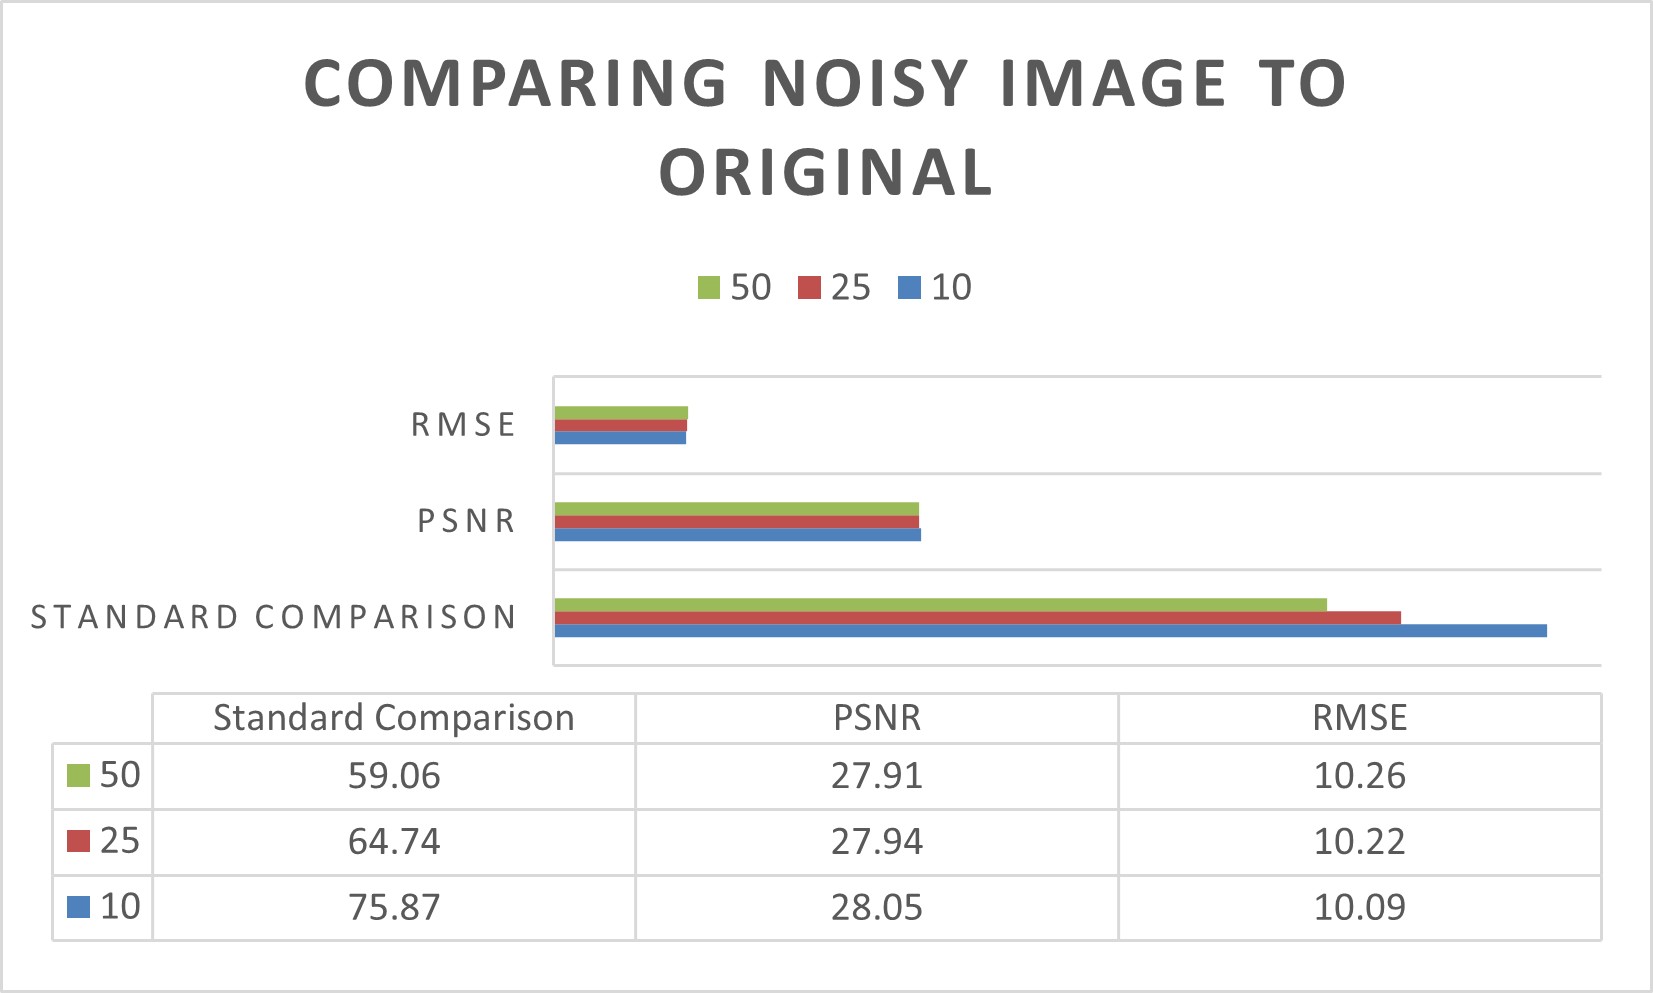 COMPARING NOISY IMAGE TO
ORIGINAL
50 25 10
RMSE
PSNR
STANDARD COMPARISON
Standard Comparison PSNR RMSE
50 59.06 27.91 10.26
25 64.74 27.94 10.22
10 75.87 28.05 10.09